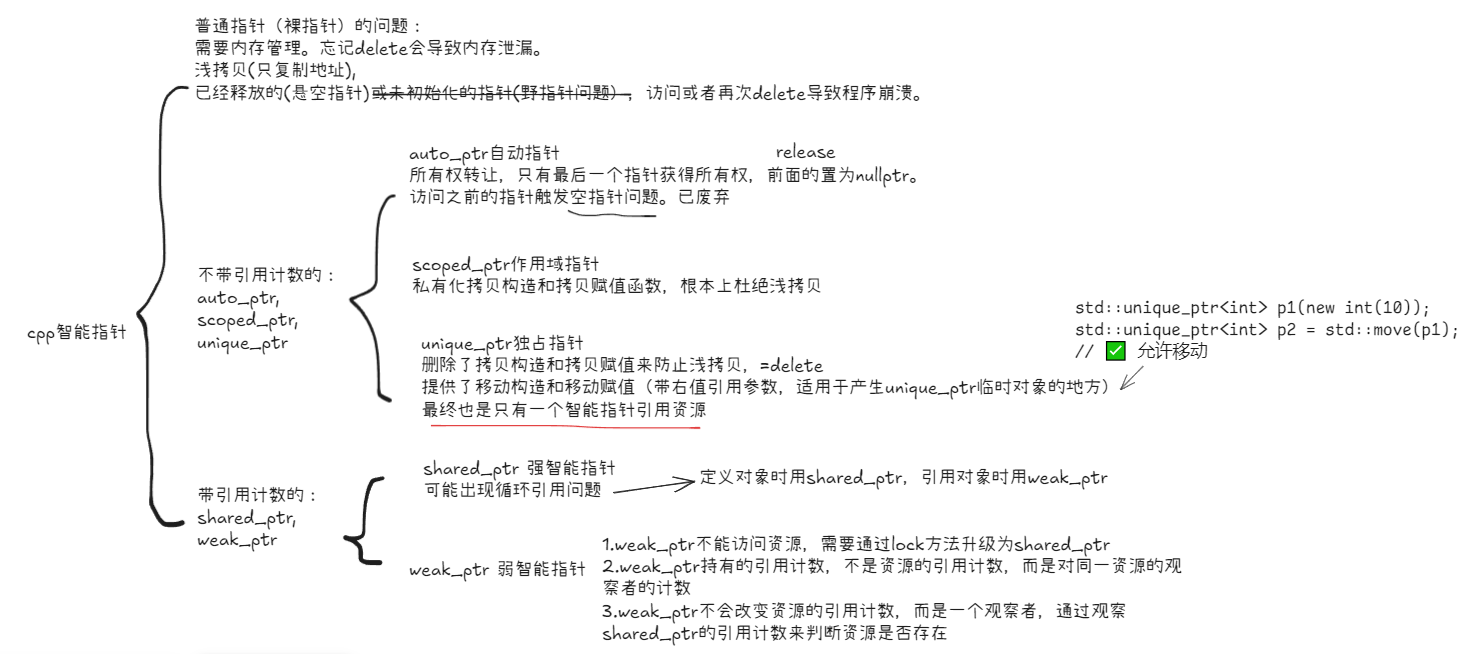 普通指针（裸指针）的问题：
需要内存管理。忘记delete会导致内存泄漏。
浅拷贝(只复制地址),
已经释放的(悬空指针)或未初始化的指针(野指针问题)，访问或者再次delete导致程序崩溃。
auto_ptr自动指针
release
所有权转让，只有最后一个指针获得所有权，前面的置为nullptr。
访问之前的指针触发空指针问题。已废弃
不带引用计数的：
auto_ptr,
scoped_ptr,
unique_ptr
scoped_ptr作用域指针
私有化拷贝构造和拷贝赋值函数，根本上杜绝浅拷贝
cpp智能指针
std::unique_ptr<int> p1(new int(10));
std::unique_ptr<int> p2 = std::move(p1);
// ✅ 允许移动
unique_ptr独占指针
删除了拷贝构造和拷贝赋值来防止浅拷贝，=delete
提供了移动构造和移动赋值（带右值引用参数，适用于产生unique_ptr临时对象的地方）
最终也是只有一个智能指针引用资源
带引用计数的：
shared_ptr,
weak_ptr
shared_ptr 强智能指针
可能出现循环引用问题
定义对象时用shared_ptr，引用对象时用weak_ptr
weak_ptr 弱智能指针
1.weak_ptr不能访问资源，需要通过lock方法升级为shared_ptr
2.weak_ptr持有的引用计数，不是资源的引用计数，而是对同一资源的观
察者的计数
3.weak_ptr不会改变资源的引用计数，而是一个观察者，通过观察
shared_ptr的引用计数来判断资源是否存在